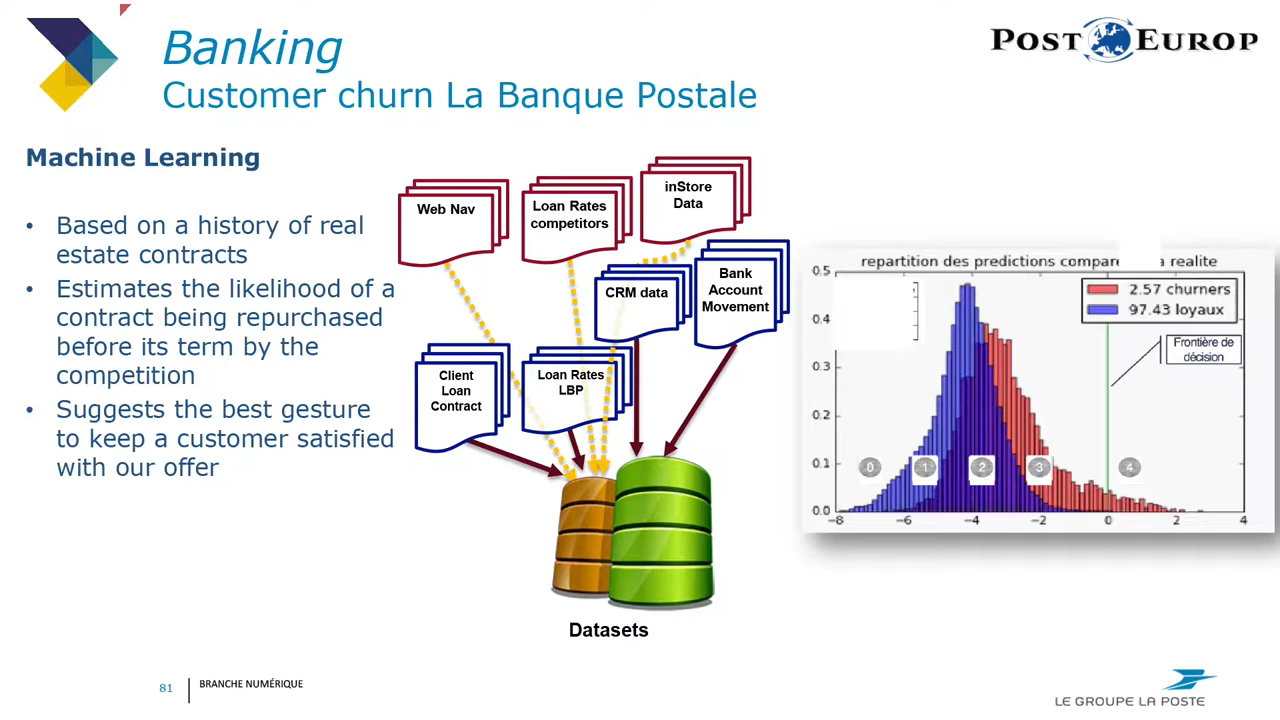 Banking
Customer churn La Banque Postale
POST EUROP
Machine Learning
• Based on a history of real
estate contracts
• Estimates the likelihood of a
contract being repurchased
before its term by the
competition
• Suggests the best gesture
to keep a customer satisfied
with our offer
Web Nav
Loan Rates
competitors
inStore
Data
CRM data
Bank
Account
Movement
Client
Loan
Contract
Loan Rates
LBP
Datasets
repartition des predictions compare a realite
2.57 churners
97.43 loyaux
Frontière de
décision
0.5
0.4
0.3
0.2
0.1
0.0
0 1 2 3 4
−8 −6 −4 −2 0 2 4
81
BRANCHE NUMÉRIQUE
LE GROUPE LA POSTE